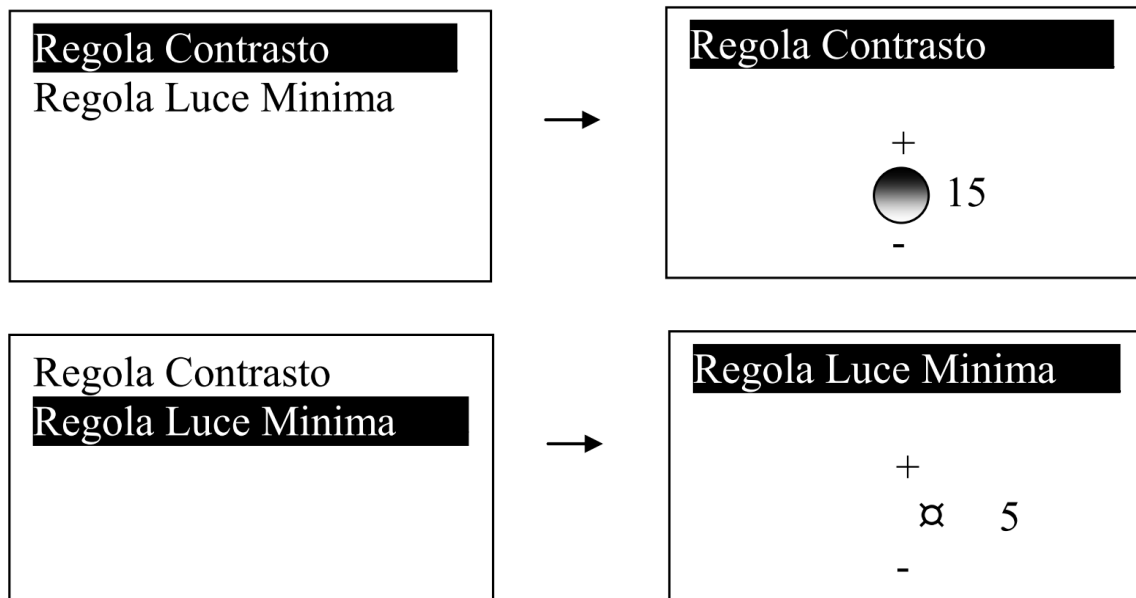 Regola Contrasto
Regola Luce Minima
Regola Contrasto
+
15
-
Regola Contrasto
Regola Luce Minima
Regola Luce Minima
+
¤ 5
-